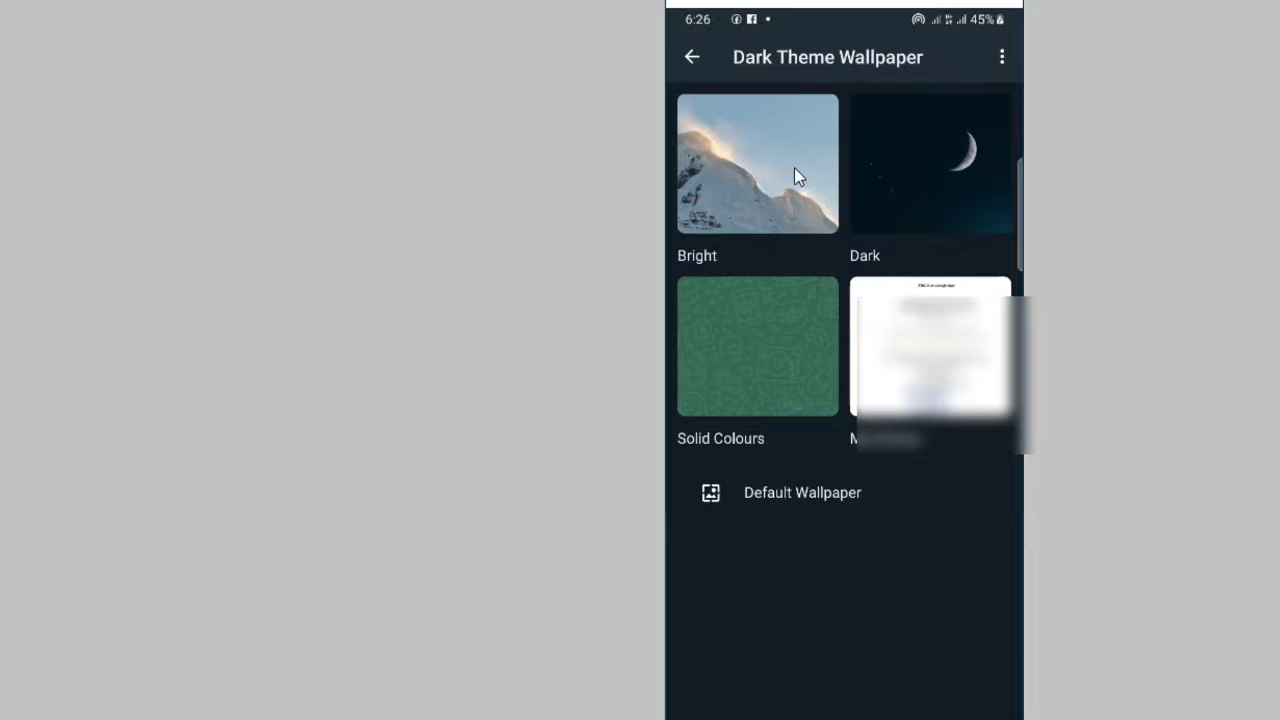 6:26 45%
Dark Theme Wallpaper
Bright Dark
Solid Colours
Default Wallpaper